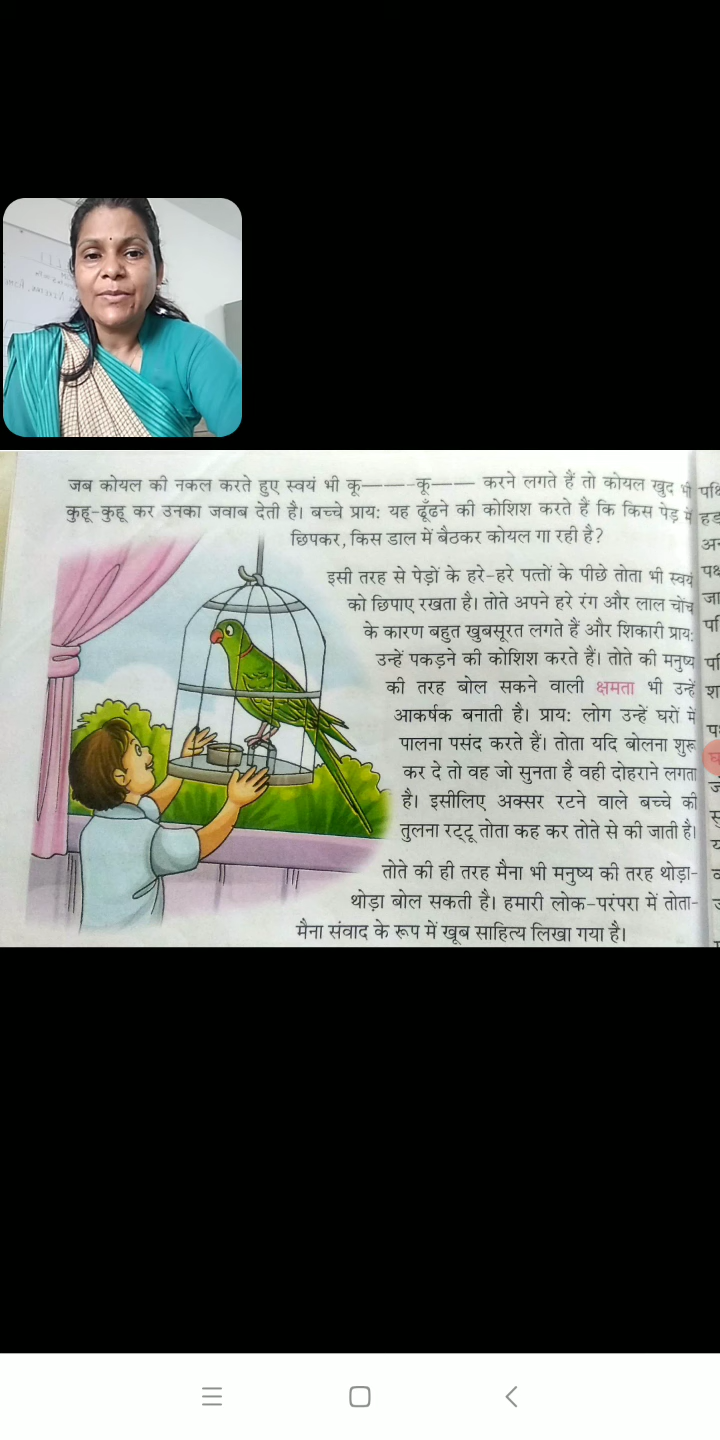 जब कोयल की नकल करते हुए स्वयं भी कू————कू——— करने लगते हैं तो कोयल खुद भी
कुहू-कुहू कर उनका जवाब देती है। बच्चे प्राय: यह ढूँढने की कोशिश करते हैं कि किस पेड़ में
छिपकर, किस डाल में बैठकर कोयल गा रही है?
इसी तरह से पेड़ों के हरे-हरे पत्तों के पीछे तोता भी स्वयं
को छिपाए रखता है। तोते अपने हरे रंग और लाल चोंच
के कारण बहुत खुबसूरत लगते हैं और शिकारी प्राय:
उन्हें पकड़ने की कोशिश करते हैं। तोते की मनुष्य
की तरह बोल सकने वाली क्षमता भी उन्हें
आकर्षक बनाती है। प्राय: लोग उन्हें घरों में
पालना पसंद करते हैं। तोता यदि बोलना शुरू
कर दे तो वह जो सुनता है वही दोहराने लगता
है। इसीलिए अक्सर रटने वाले बच्चे की
तुलना रट्टू तोता कह कर तोते से की जाती है।
तोते की ही तरह मैना भी मनुष्य की तरह थोड़ा-
थोड़ा बोल सकती है। हमारी लोक-परंपरा में तोता-
मैना संवाद के रूप में खूब साहित्य लिखा गया है।